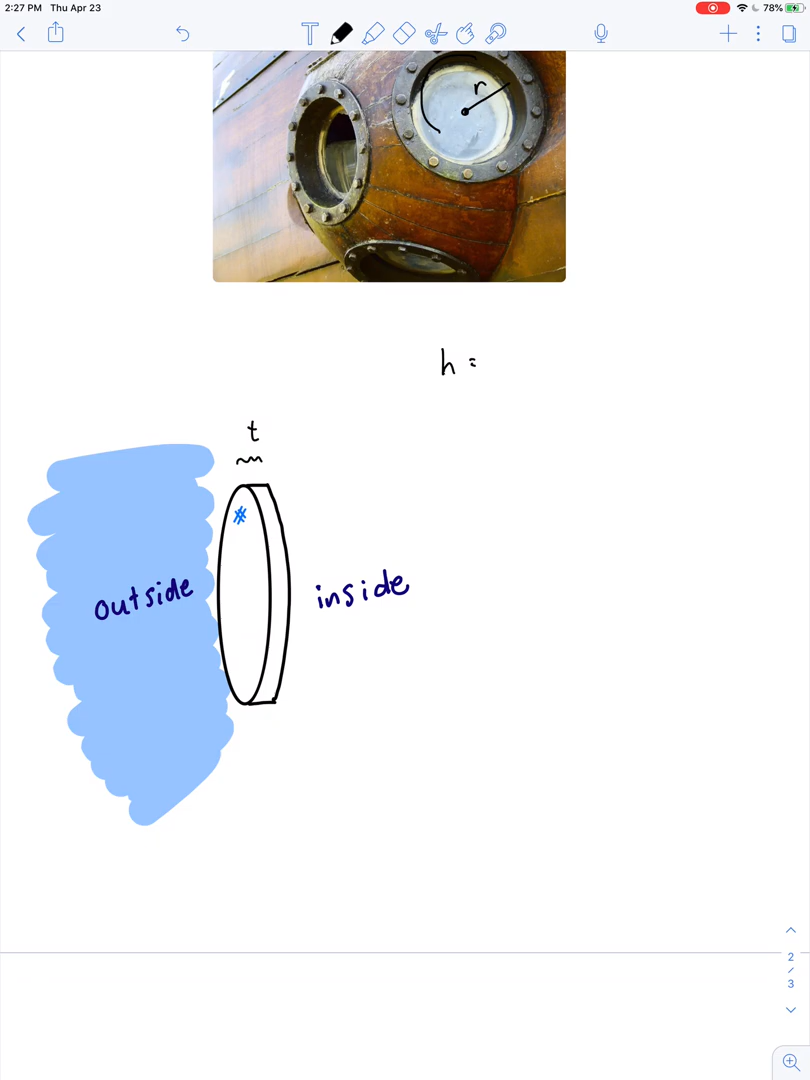 2:27 PM Thu Apr 23
78%
T
r
h =
t
outside
inside
2
/
3